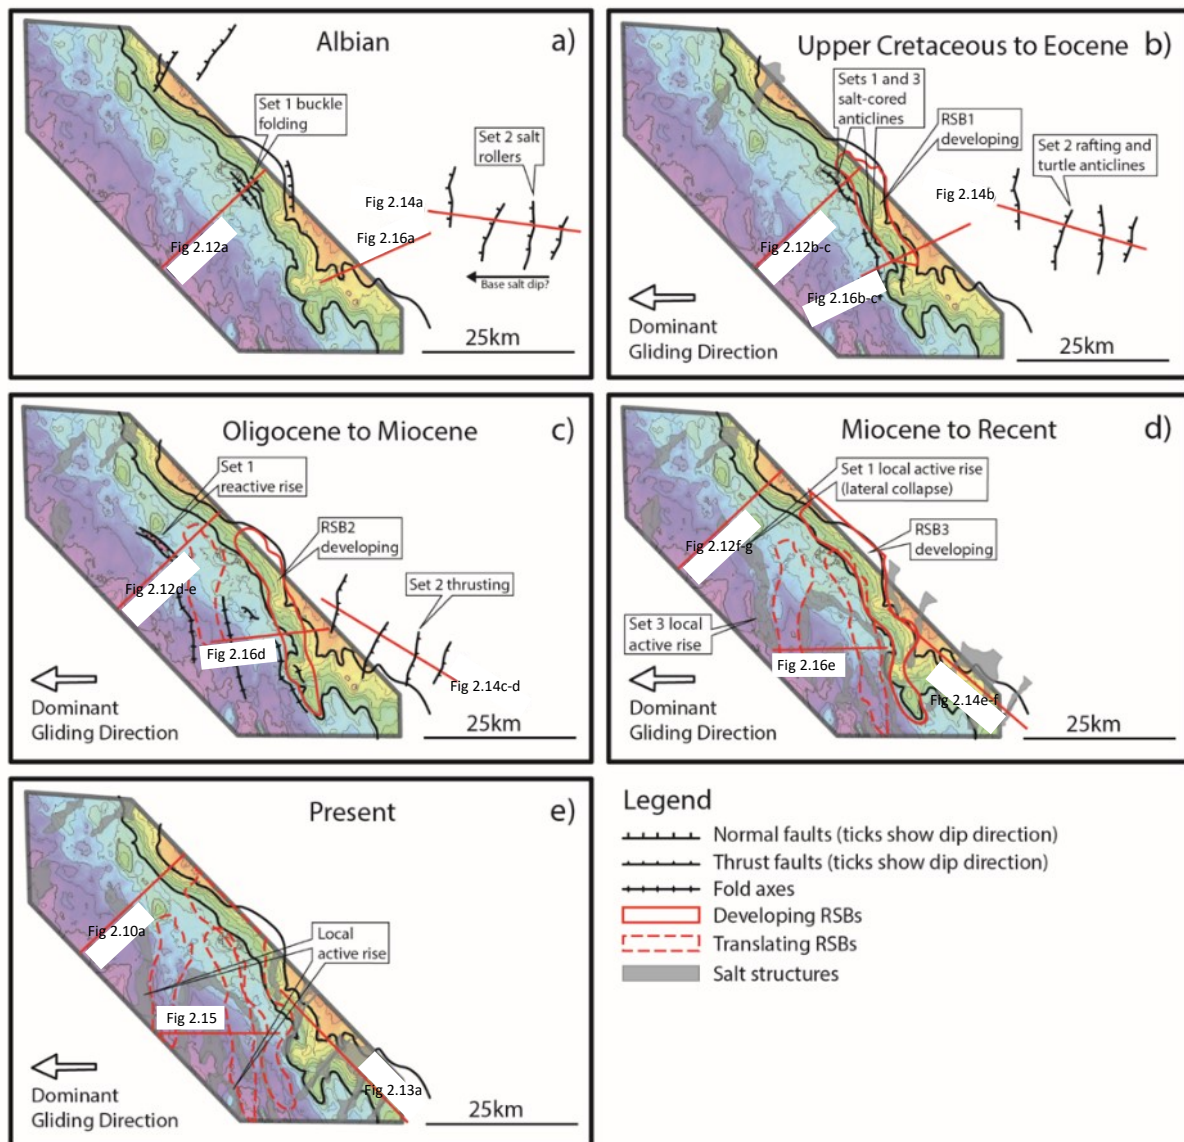 Albian
a)
Set 1 buckle
folding
Set 2 salt
rollers
Fig 2.14a
Fig 2.16a
Fig 2.12a
Base salt dip?
25km
Upper Cretaceous to Eocene
b)
Sets 1 and 3
salt-cored
anticlines
RSB1
developing
Set 2 rafting and
turtle anticlines
Fig 2.14b
Fig 2.12b-c
Fig 2.16b-c
Dominant
Gliding Direction
25km
Oligocene to Miocene
c)
Set 1
reactive rise
RSB2
developing
Set 2 thrusting
Fig 2.12d-e
Fig 2.16d
Fig 2.14c-d
Dominant
Gliding Direction
25km
Miocene to Recent
d)
Set 1 local active rise
(lateral collapse)
RSB3
developing
Fig 2.12f-g
Set 3 local
active rise
Fig 2.16e
Fig 2.14e-f
Dominant
Gliding Direction
25km
Present
e)
Local
active rise
Fig 2.10a
Fig 2.15
Fig 2.13a
Dominant
Gliding Direction
25km
Legend
Normal faults (ticks show dip direction)
Thrust faults (ticks show dip direction)
Fold axes
Developing RSBs
Translating RSBs
Salt structures